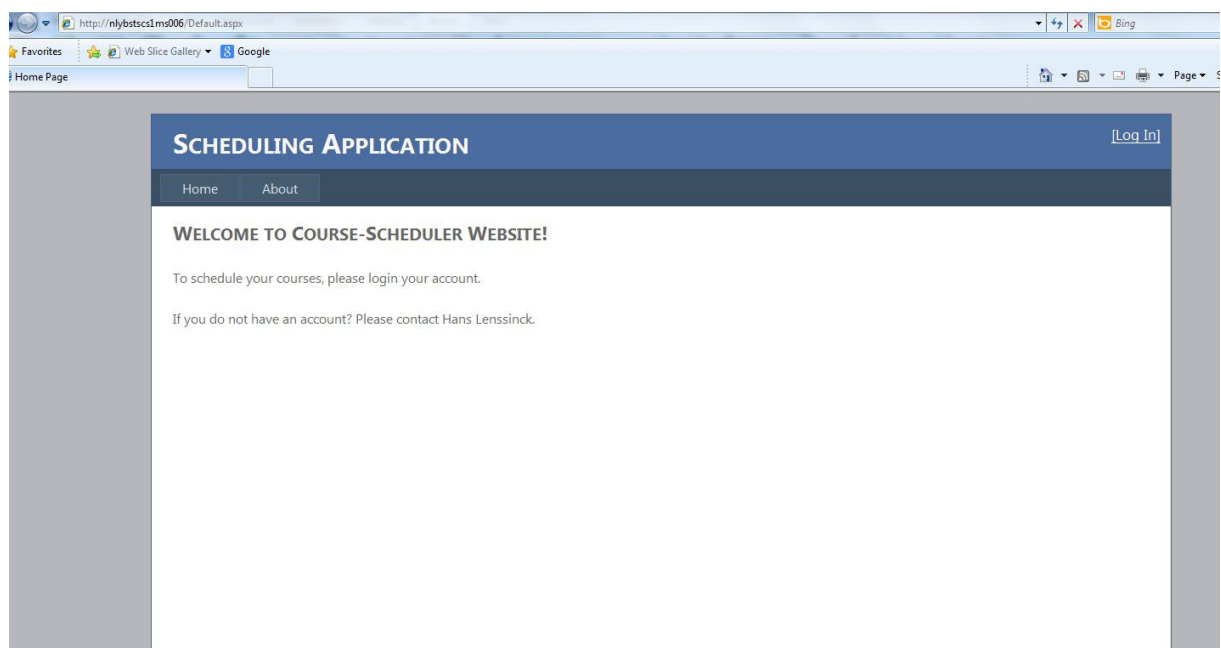 http://nlybstscs1ms006/Default.aspx
Bing
Favorites
Web Slice Gallery
Google
Home Page
Page
SCHEDULING APPLICATION
[Log In]
Home
About
WELCOME TO COURSE-SCHEDULER WEBSITE!
To schedule your courses, please login your account.
If you do not have an account? Please contact Hans Lenssinck.